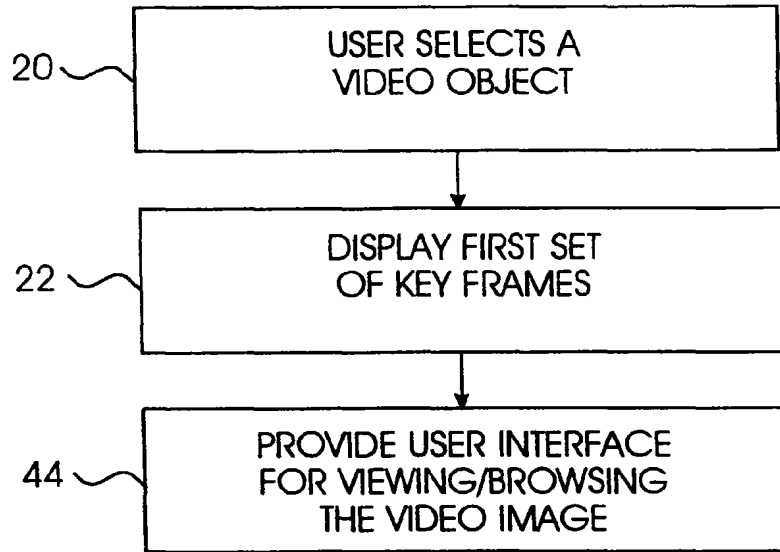 20
USER SELECTS A
VIDEO OBJECT
22
DISPLAY FIRST SET
OF KEY FRAMES
44
PROVIDE USER INTERFACE
FOR VIEWING/BROWSING
THE VIDEO IMAGE